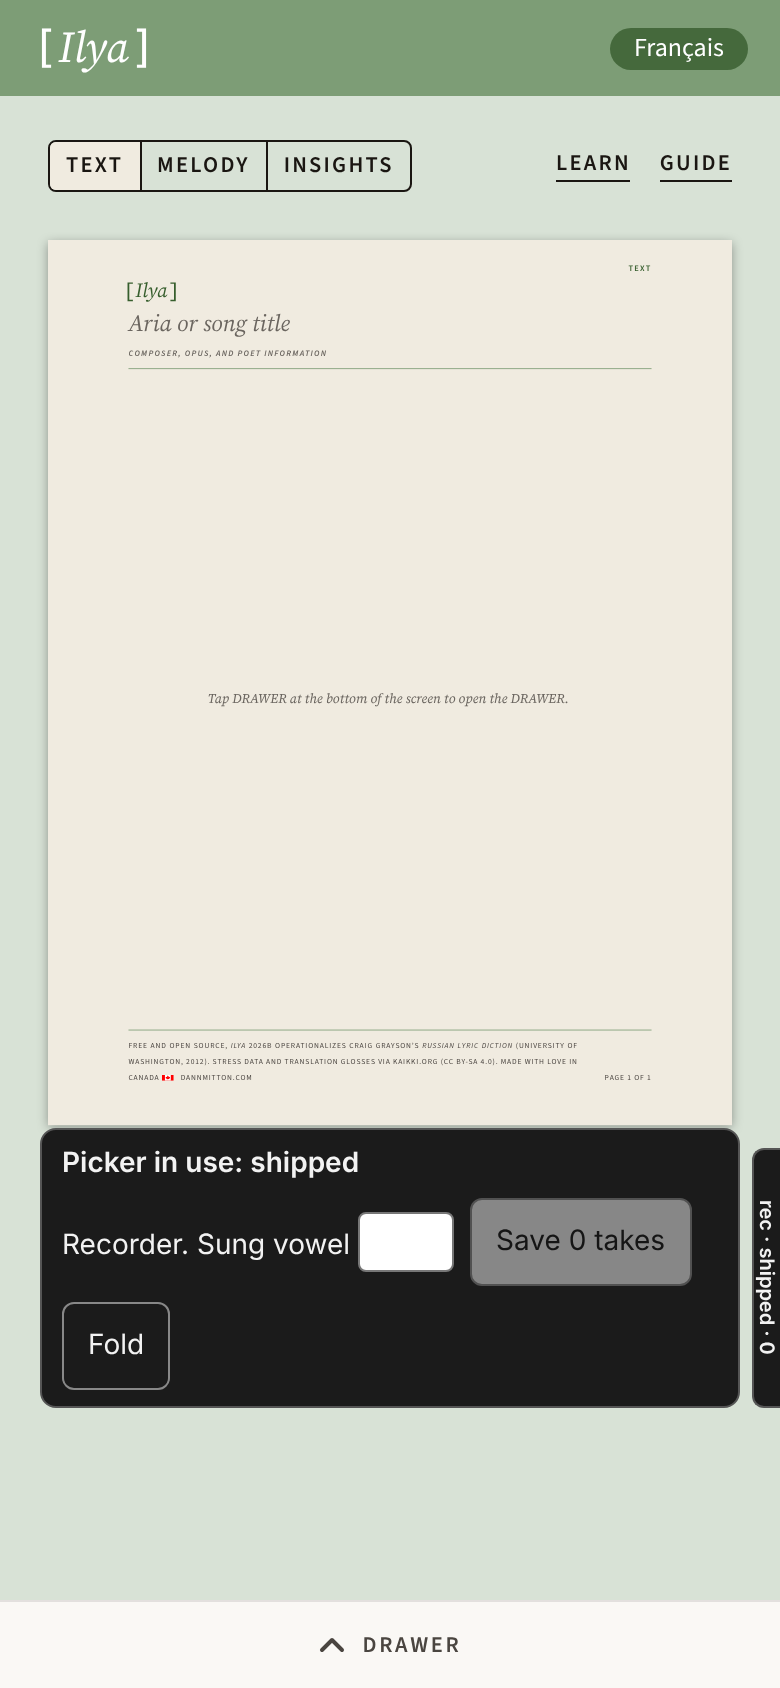 [Ilya]
Français
TEXT MELODY INSIGHTS LEARN GUIDE
TEXT
[Ilya]
Aria or song title
COMPOSER, OPUS, AND POET INFORMATION
Tap DRAWER at the bottom of the screen to open the DRAWER.
FREE AND OPEN SOURCE, ILYA 2026B OPERATIONALIZES CRAIG GRAYSON'S RUSSIAN LYRIC DICTION (UNIVERSITY OF
WASHINGTON, 2012). STRESS DATA AND TRANSLATION GLOSSES VIA KAIKKI.ORG (CC BY-SA 4.0). MADE WITH LOVE IN
CANADA 🇨🇦 DANNMITTON.COM PAGE 1 OF 1
Picker in use: shipped
Recorder. Sung vowel Save 0 takes
Fold
rec · shipped · 0
DRAWER